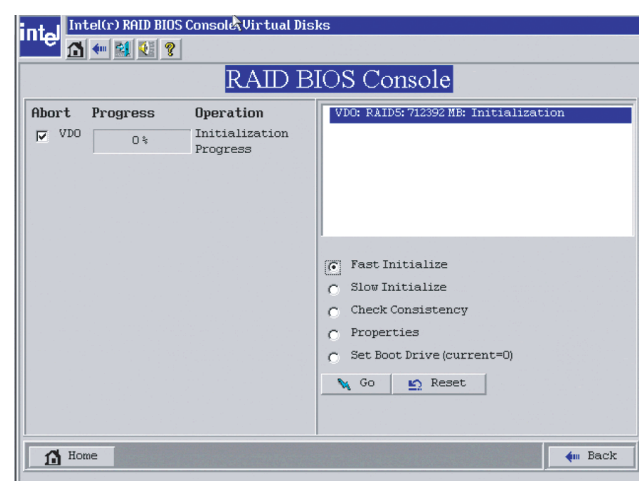 intel
Intel(r) RAID BIOS Console Virtual Disks
RAID BIOS Console
Abort Progress Operation
VD0 0% Initialization Progress
VD0: RAID5: 712392 MB: Initialization
Fast Initialize
Slow Initialize
Check Consistency
Properties
Set Boot Drive (current=0)
Go Reset
Home Back